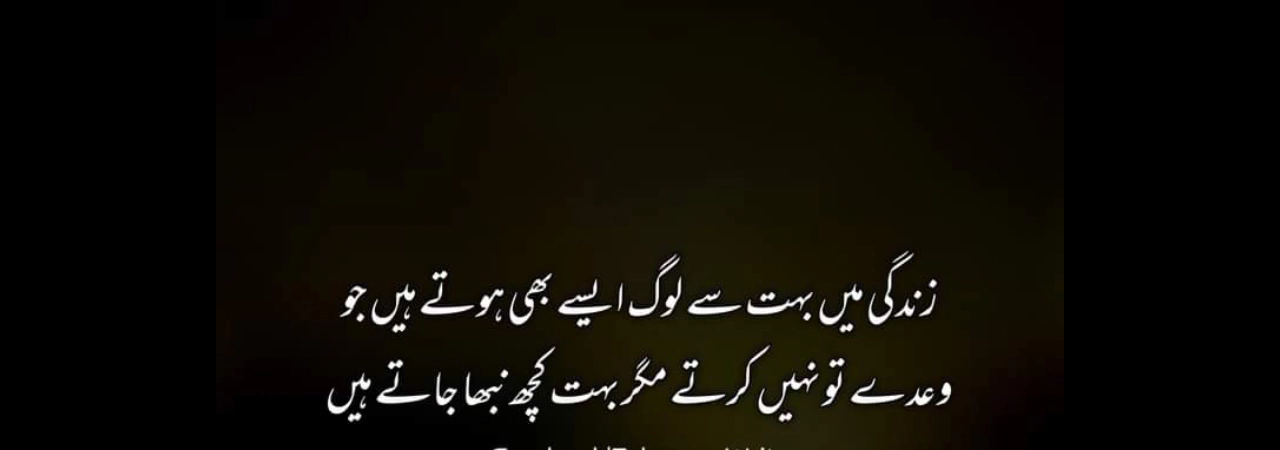 زندگی میں بہت سے لوگ ایسے بھی ہوتے ہیں جو
وعدے تو نہیں کرتے مگر بہت کچھ نبھا جاتے ہیں